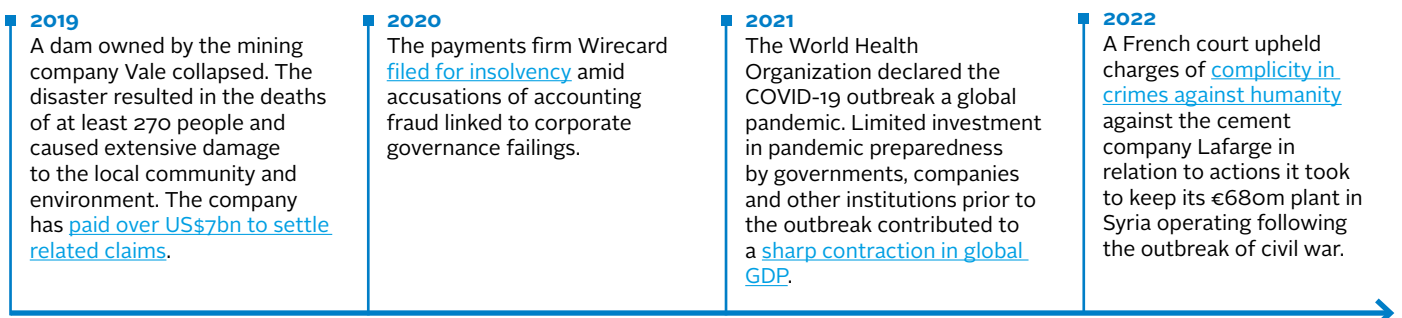 2019
A dam owned by the mining
company Vale collapsed. The
disaster resulted in the deaths
of at least 270 people and
caused extensive damage
to the local community and
environment. The company
has paid over US$7bn to settle
related claims.
2020
The payments firm Wirecard
filed for insolvency amid
accusations of accounting
fraud linked to corporate
governance failings.
2021
The World Health
Organization declared the
COVID-19 outbreak a global
pandemic. Limited investment
in pandemic preparedness
by governments, companies
and other institutions prior to
the outbreak contributed to
a sharp contraction in global
GDP.
2022
A French court upheld
charges of complicity in
crimes against humanity
against the cement
company Lafarge in
relation to actions it took
to keep its €680m plant in
Syria operating following
the outbreak of civil war.